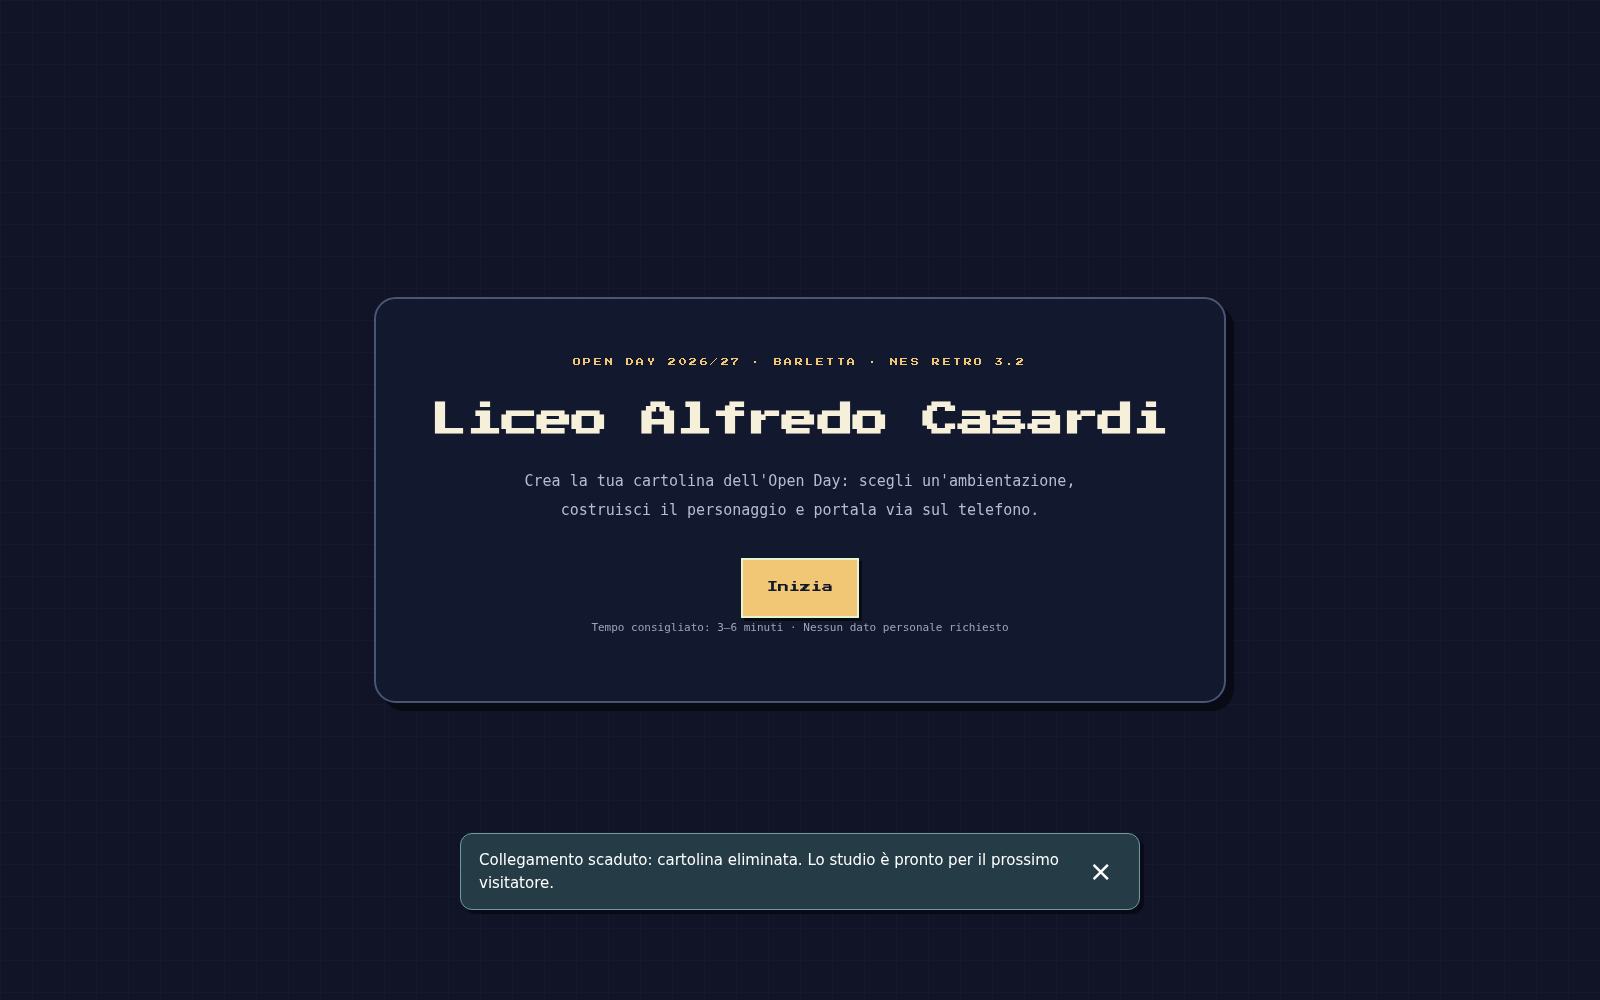 OPEN DAY 2026/27 · BARLETTA · NES RETRO 3.2
Liceo Alfredo Casardi
Crea la tua cartolina dell'Open Day: scegli un'ambientazione,
costruisci il personaggio e portala via sul telefono.
Inizia
Tempo consigliato: 3–6 minuti · Nessun dato personale richiesto
Collegamento scaduto: cartolina eliminata. Lo studio è pronto per il prossimo
visitatore.